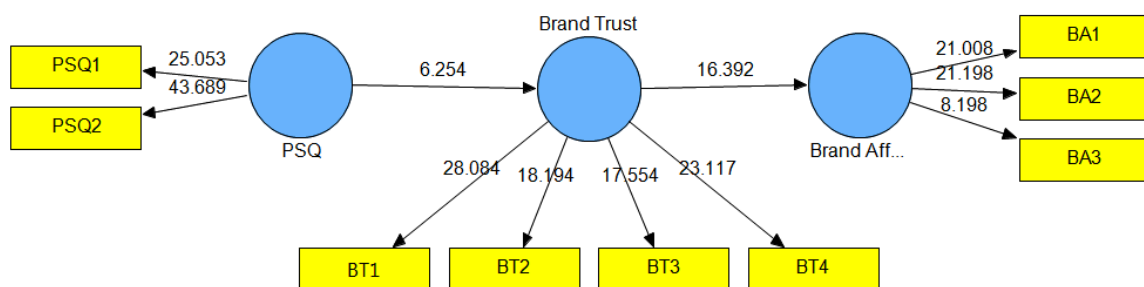 Brand Trust
BA1
PSQ1
25.053
6.254
16.392
21.008
21.198
BA2
43.689
8.198
PSQ2
PSQ
Brand Aff...
BA3
28.084
18.194
17.554
23.117
BT1
BT2
BT3
BT4